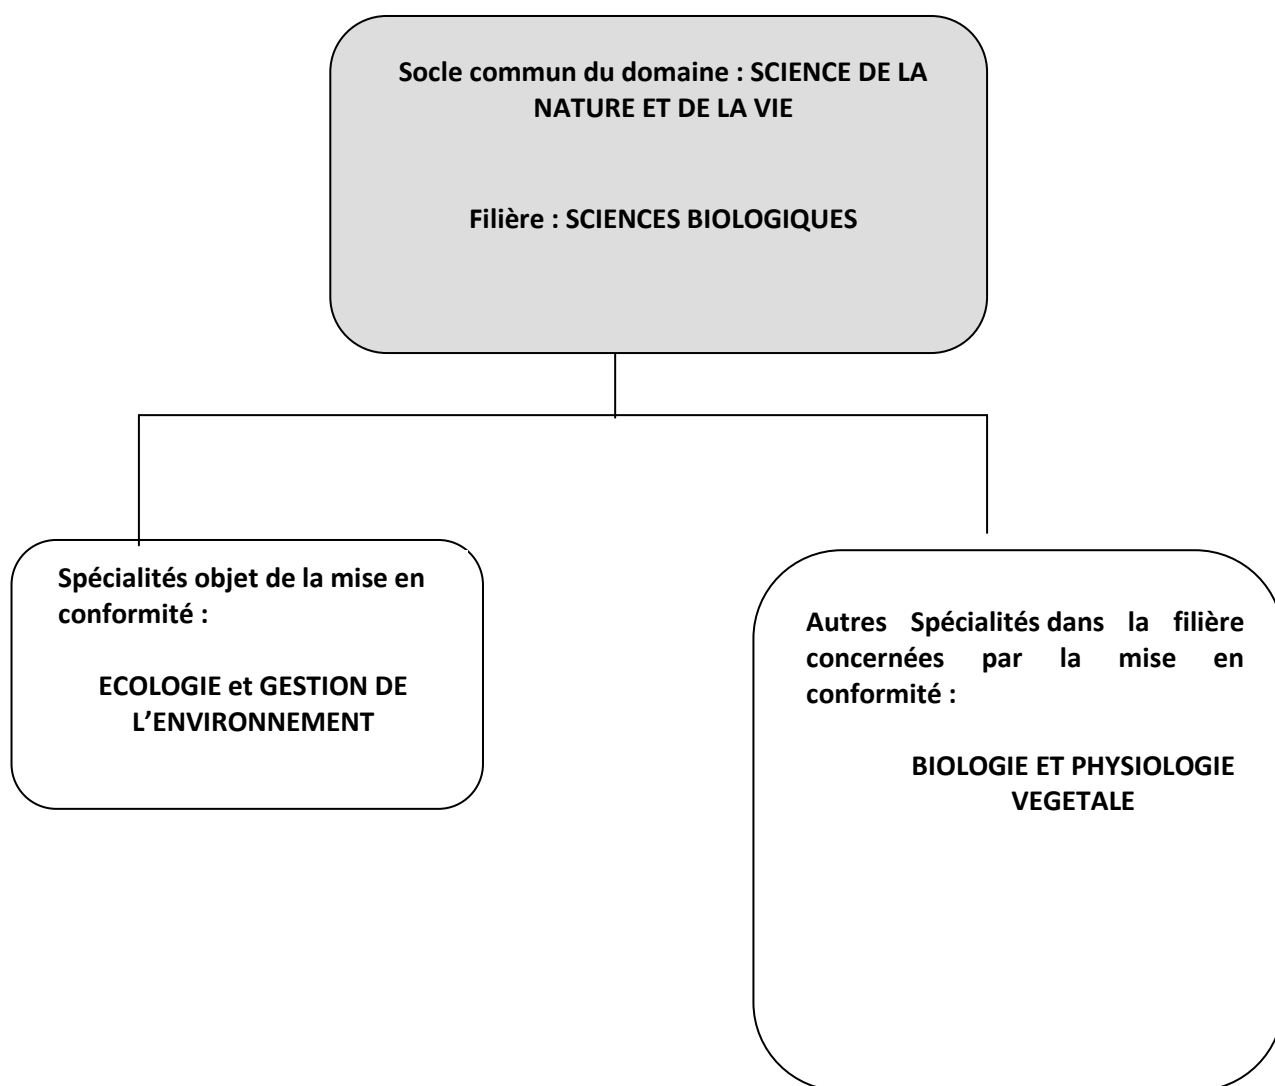 Socle commun du domaine : SCIENCE DE LA
NATURE ET DE LA VIE
Filière : SCIENCES BIOLOGIQUES
Spécialités objet de la mise en
conformité :
ECOLOGIE et GESTION DE
L’ENVIRONNEMENT
Autres Spécialités dans la filière
concernées par la mise en
conformité :
BIOLOGIE ET PHYSIOLOGIE
VEGETALE